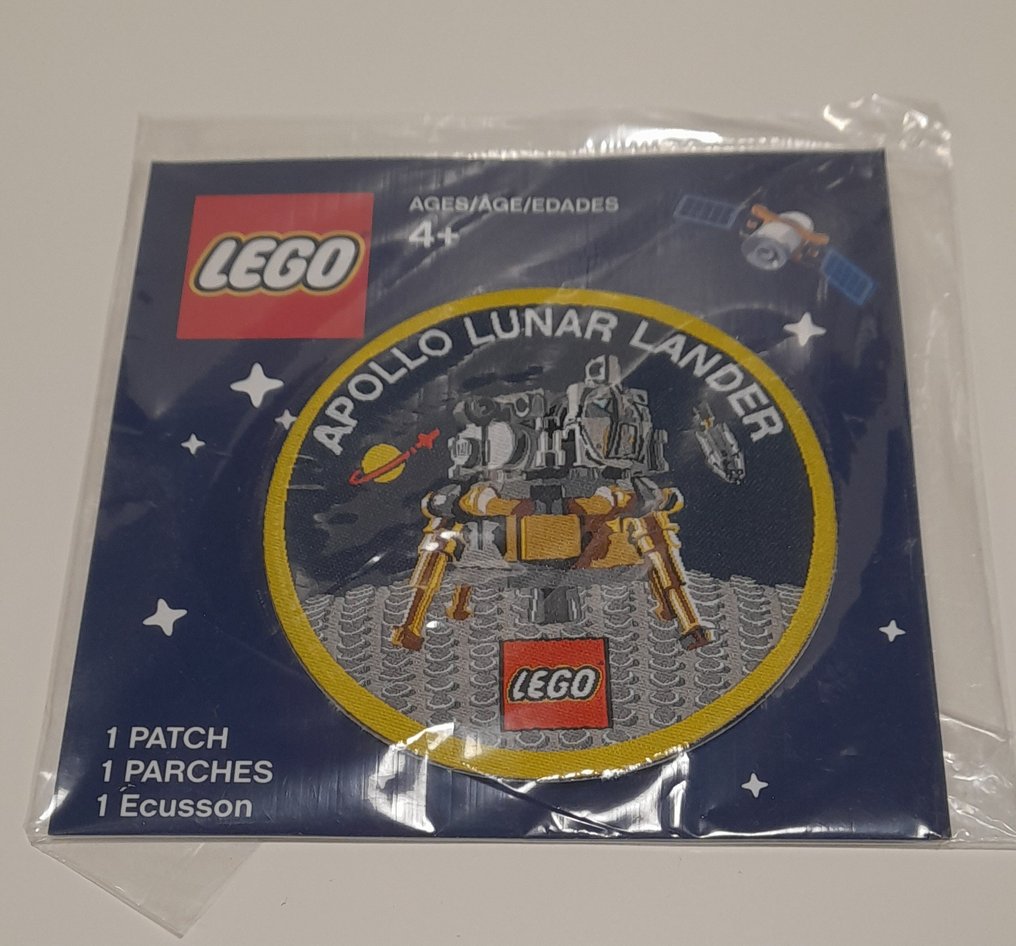 LEGO
AGES/ÂGE/EDADES
4+
APOLLO LUNAR LANDER
LEGO
1 PATCH
1 PARCHES
1 Écusson